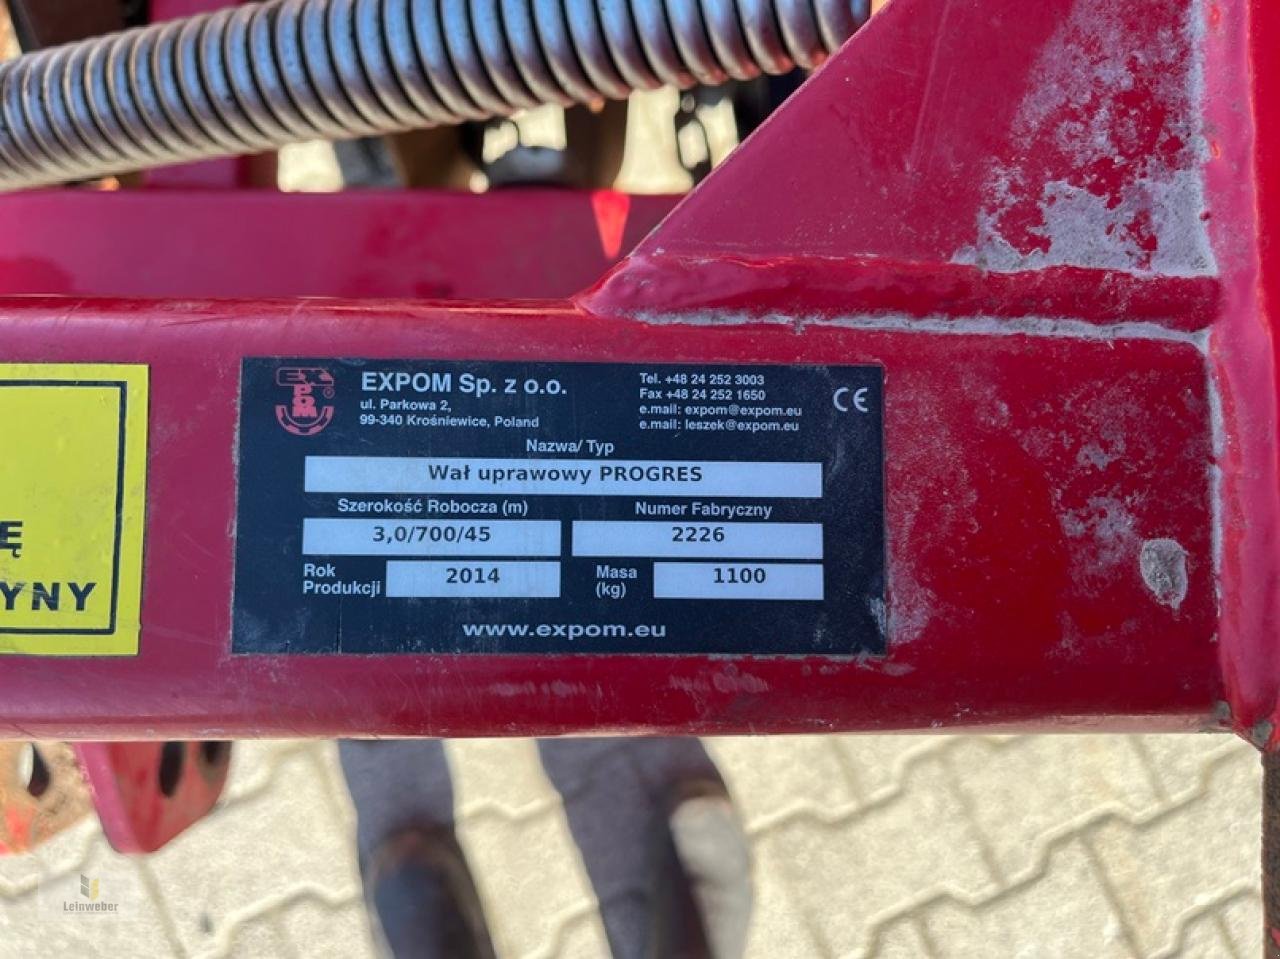 EXPOM
®
EXPOM Sp. z o.o.
ul. Parkowa 2,
99-340 Krośniewice, Poland
Tel. +48 24 252 3003
Fax +48 24 252 1650
e.mail: expom@expom.eu
e.mail: leszek@expom.eu
CE
Nazwa/ Typ
Wał uprawowy PROGRES
Szerokość Robocza (m)
Numer Fabryczny
3,0/700/45
2226
Rok
Produkcji
2014
Masa
(kg)
1100
www.expom.eu
Ę
YNY
Leinweber